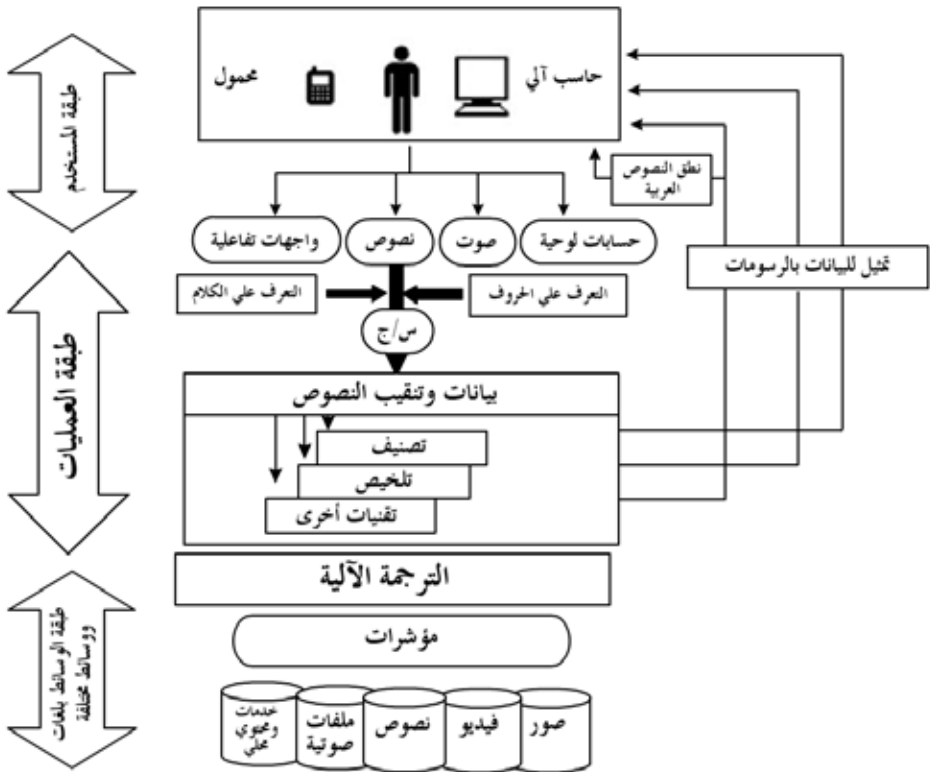 حاسب آلي
محمول
طبقة المستخدم
نطق النصوص
العربية
حسابات لوحية
صوت
نصوص
واجهات تفاعلية
تمثيل للبيانات بالرسومات
التعرف علي الحروف
التعرف علي الكلام
س/ج
طبقة العمليات
بيانات وتنقيب النصوص
تصنيف
تلخيص
تقنيات أخرى
الترجمة الآلية
مؤشرات
طبقة الوسائط بلغات
ووسائط مختلفة
صور
فيديو
نصوص
ملفات
صوتية
خدمات
ومحتوي
محلي